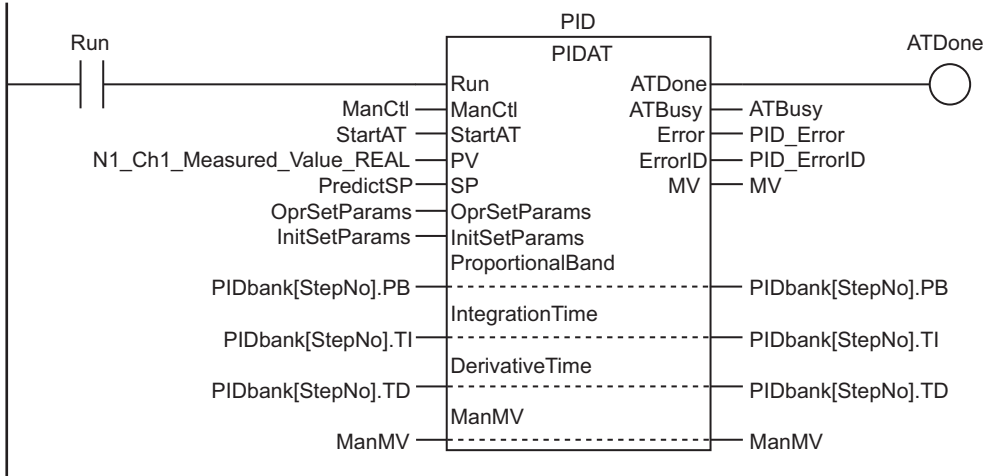 PID
Run PIDAT ATDone
Run ATDone
ManCtl ManCtl ATBusy ATBusy
StartAT StartAT Error PID_Error
N1_Ch1_Measured_Value_REAL PV ErrorID PID_ErrorID
PredictSP SP MV MV
OprSetParams OprSetParams
InitSetParams InitSetParams
ProportionalBand
PIDbank[StepNo].PB PIDbank[StepNo].PB
IntegrationTime
PIDbank[StepNo].TI PIDbank[StepNo].TI
DerivativeTime
PIDbank[StepNo].TD PIDbank[StepNo].TD
ManMV
ManMV ManMV